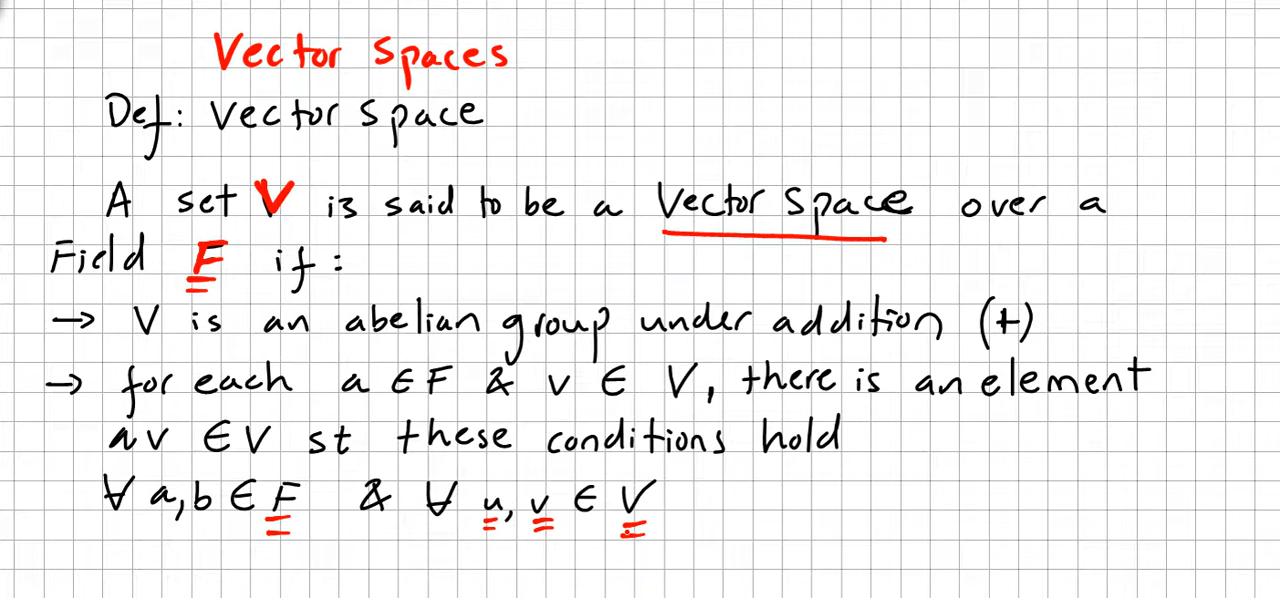 Vector Spaces
Def: Vector Space
A set V is said to be a Vector Space over a
Field F if :
→ V is an abelian group under addition (+)
→ for each a ∈ F & v ∈ V, there is an element
av ∈ V st these conditions hold
∀ a,b ∈ F & ∀ u, v ∈ V